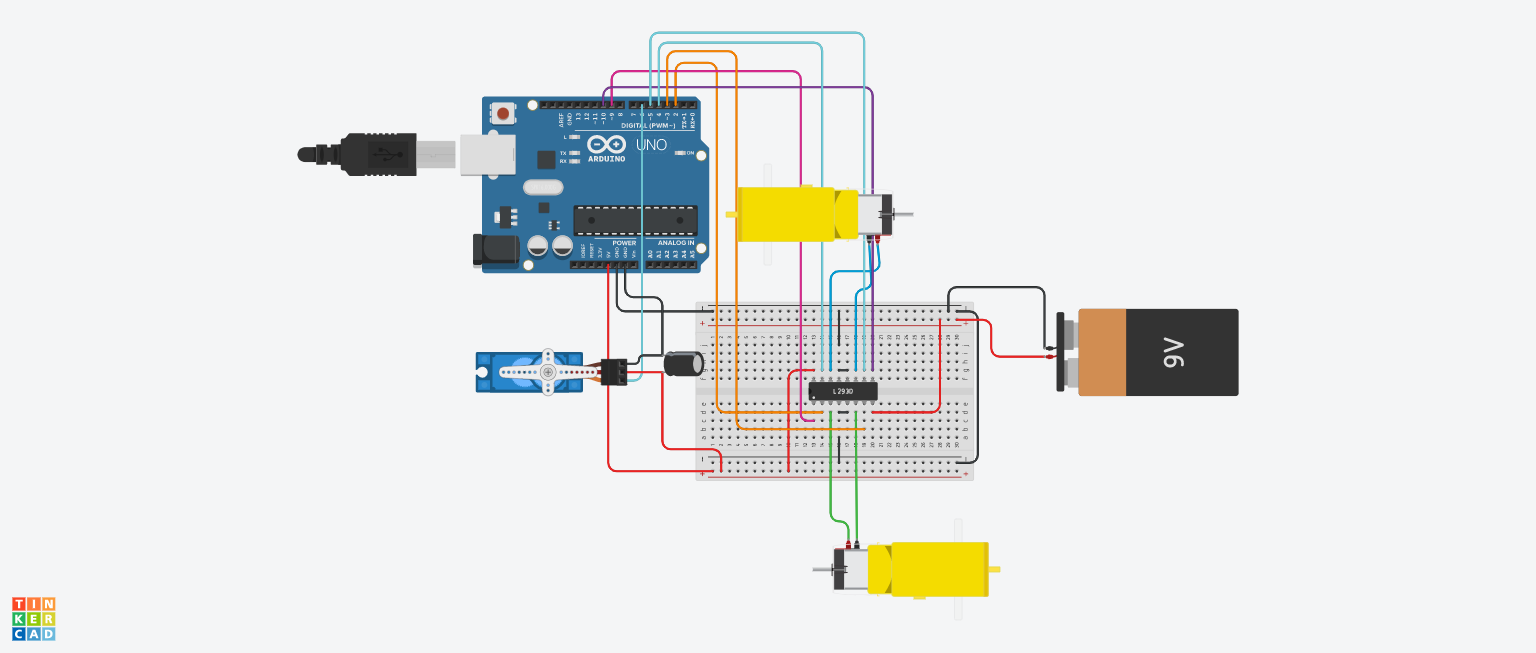 AREF
GND
13
12
~11
~10
~9
8
7
~5
4
~3
2
TX→1
RX←0
DIGITAL (PWM~)
L
TX
RX
ARDUINO
UNO
ON
POWER
ANALOG IN
IOREF
RESET
3.3V
5V
GND
GND
Vin
A0
A1
A2
A3
A4
A5
L293D
9V
TIN
KER
CAD